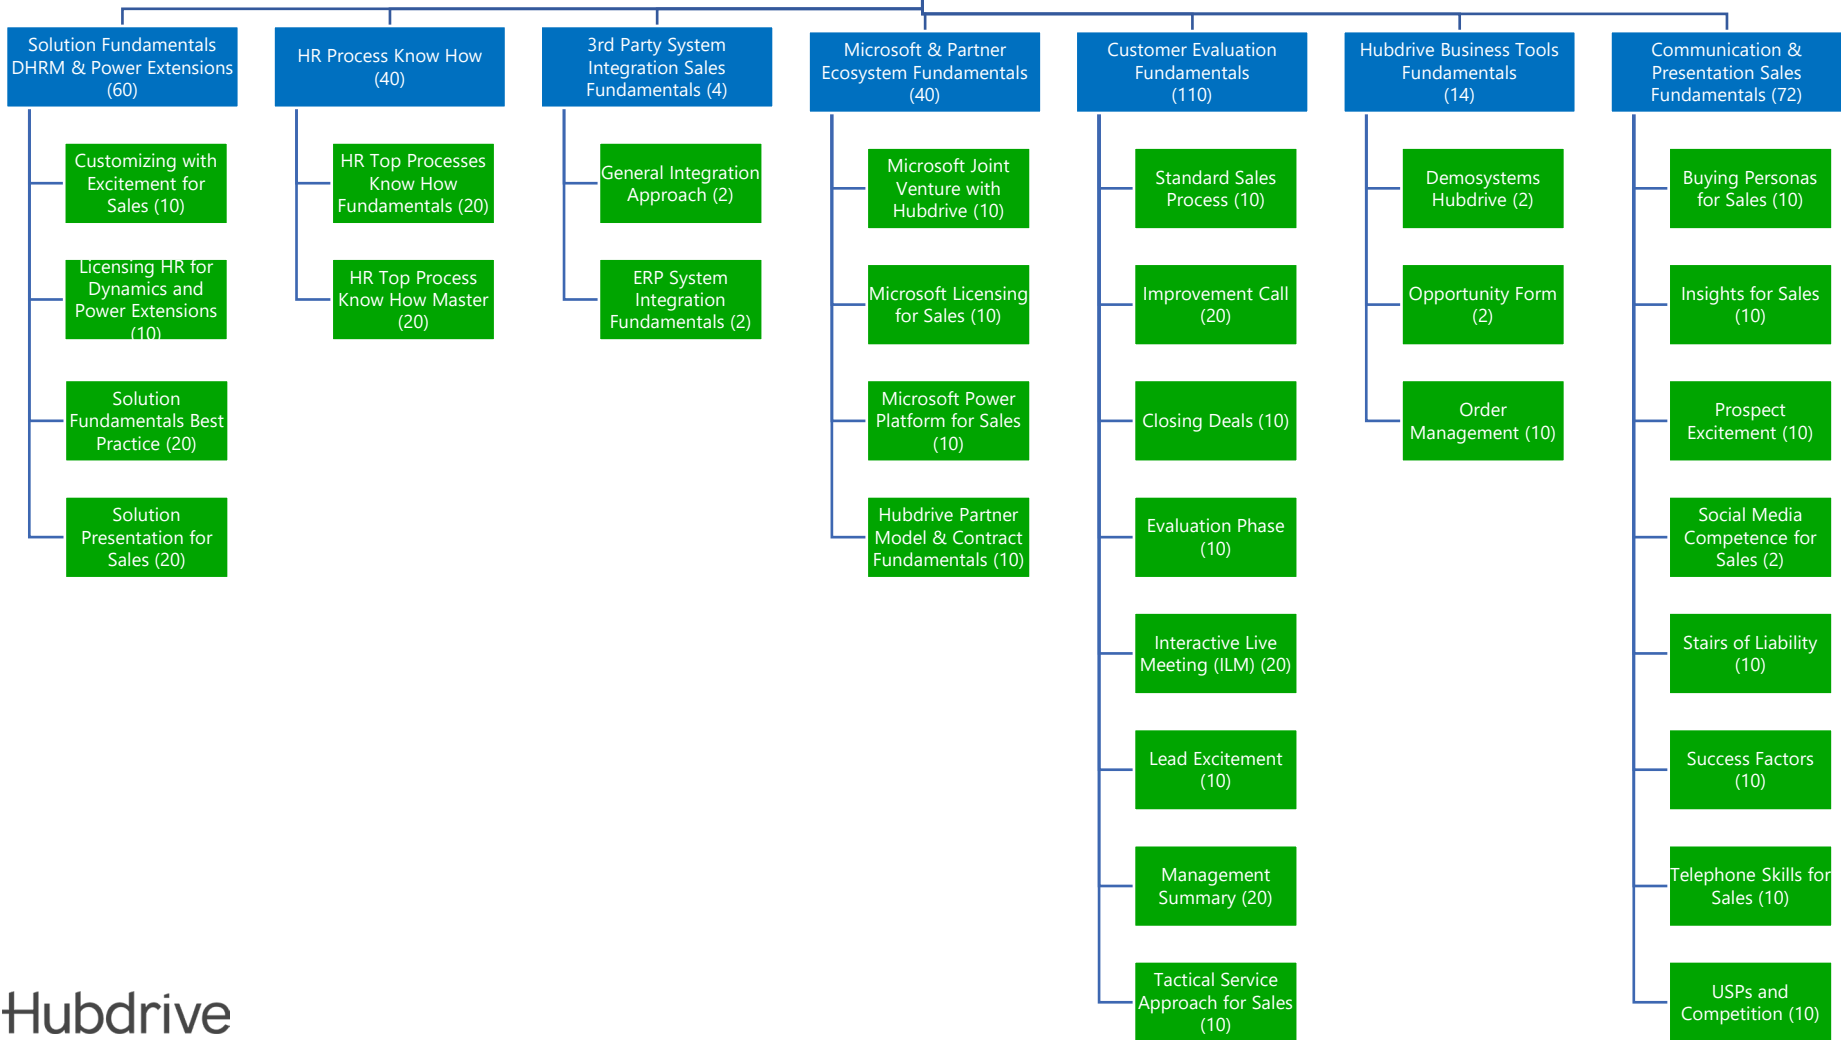 Solution Fundamentals
DHRM & Power Extensions
(60)
Customizing with
Excitement for
Sales (10)
Licensing HR for
Dynamics and
Power Extensions
(10)
Solution
Fundamentals Best
Practice (20)
Solution
Presentation for
Sales (20)
HR Process Know How
(40)
HR Top Processes
Know How
Fundamentals (20)
HR Top Process
Know How Master
(20)
3rd Party System
Integration Sales
Fundamentals (4)
General Integration
Approach (2)
ERP System
Integration
Fundamentals (2)
Microsoft & Partner
Ecosystem Fundamentals
(40)
Microsoft Joint
Venture with
Hubdrive (10)
Microsoft Licensing
for Sales (10)
Microsoft Power
Platform for Sales
(10)
Hubdrive Partner
Model & Contract
Fundamentals (10)
Customer Evaluation
Fundamentals
(110)
Standard Sales
Process (10)
Improvement Call
(20)
Closing Deals (10)
Evaluation Phase
(10)
Interactive Live
Meeting (ILM) (20)
Lead Excitement
(10)
Management
Summary (20)
Tactical Service
Approach for Sales
(10)
Hubdrive Business Tools
Fundamentals
(14)
Demosystems
Hubdrive (2)
Opportunity Form
(2)
Order
Management (10)
Communication &
Presentation Sales
Fundamentals (72)
Buying Personas
for Sales (10)
Insights for Sales
(10)
Prospect
Excitement (10)
Social Media
Competence for
Sales (2)
Stairs of Liability
(10)
Success Factors
(10)
Telephone Skills for
Sales (10)
USPs and
Competition (10)
Hubdrive